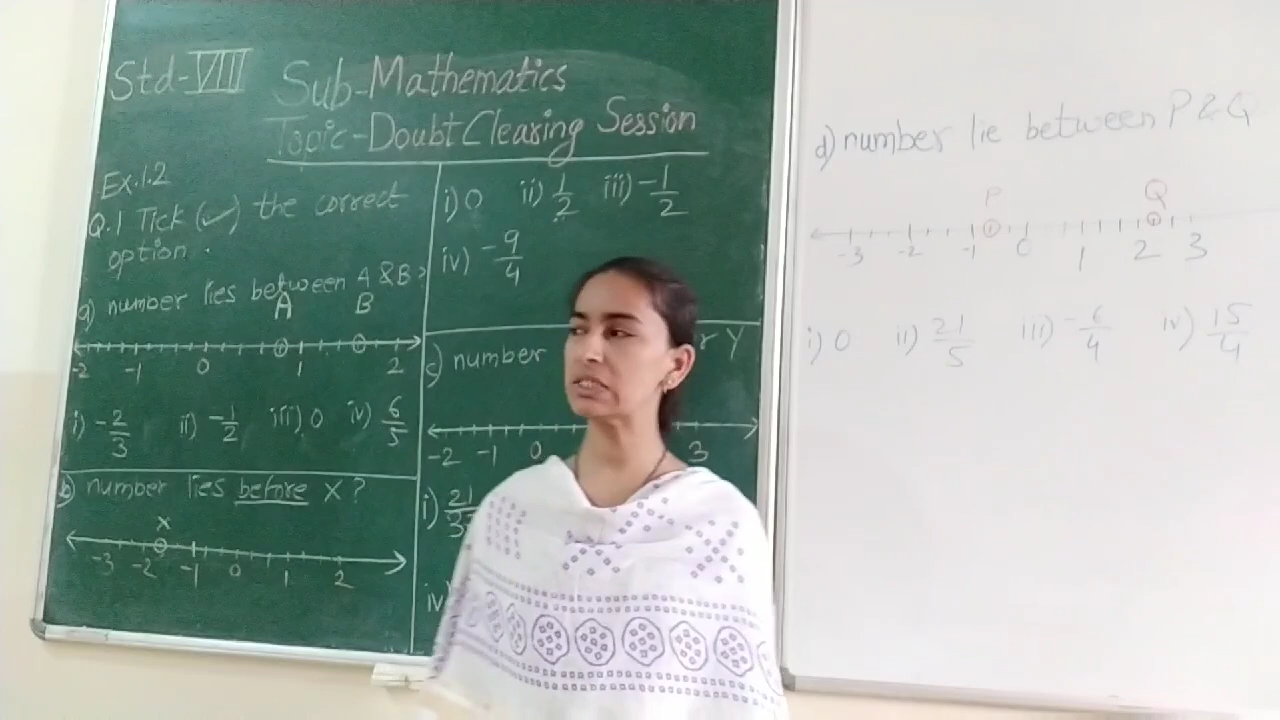 Std-VIII Sub-Mathematics
Topic-Doubt Clearing Session
Ex.1.2
Q.1 Tick (✓) the correct
option.
a) number lies between A & B?
A B
-2 -1 0 1 2
i) -2/3 ii) -1/2 iii) 0 iv) 6/5
b) number lies before X?
X
-3 -2 -1 0 1 2
i) 0 ii) 1/2 iii) -1/2
iv) -9/4
c) number Y
-2 -1 0 3
i) 21/
iv)
d) number lie between P & Q
P Q
-3 -2 -1 0 1 2 3
i) 0 ii) 21/5 iii) -6/4 iv) 15/4